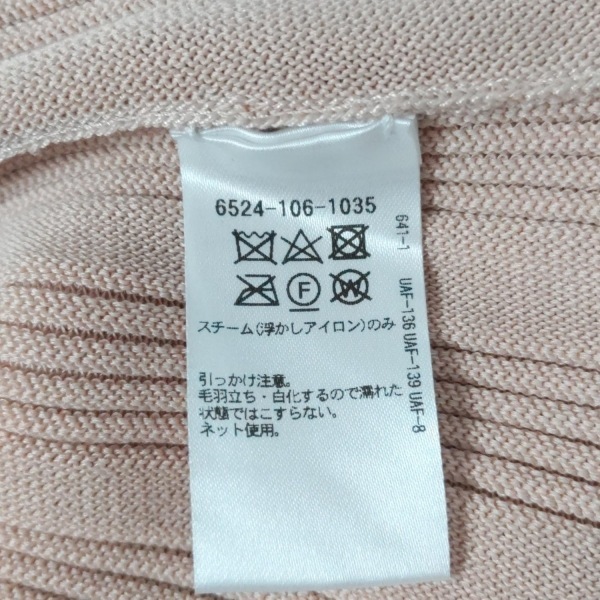 6524-106-1035
F
W
スチーム(浮かしアイロン)のみ
引っかけ注意。
毛羽立ち・白化するので濡れた
状態ではこすらない。
ネット使用。
641-1
UAF-136 UAF-139 UAF-8